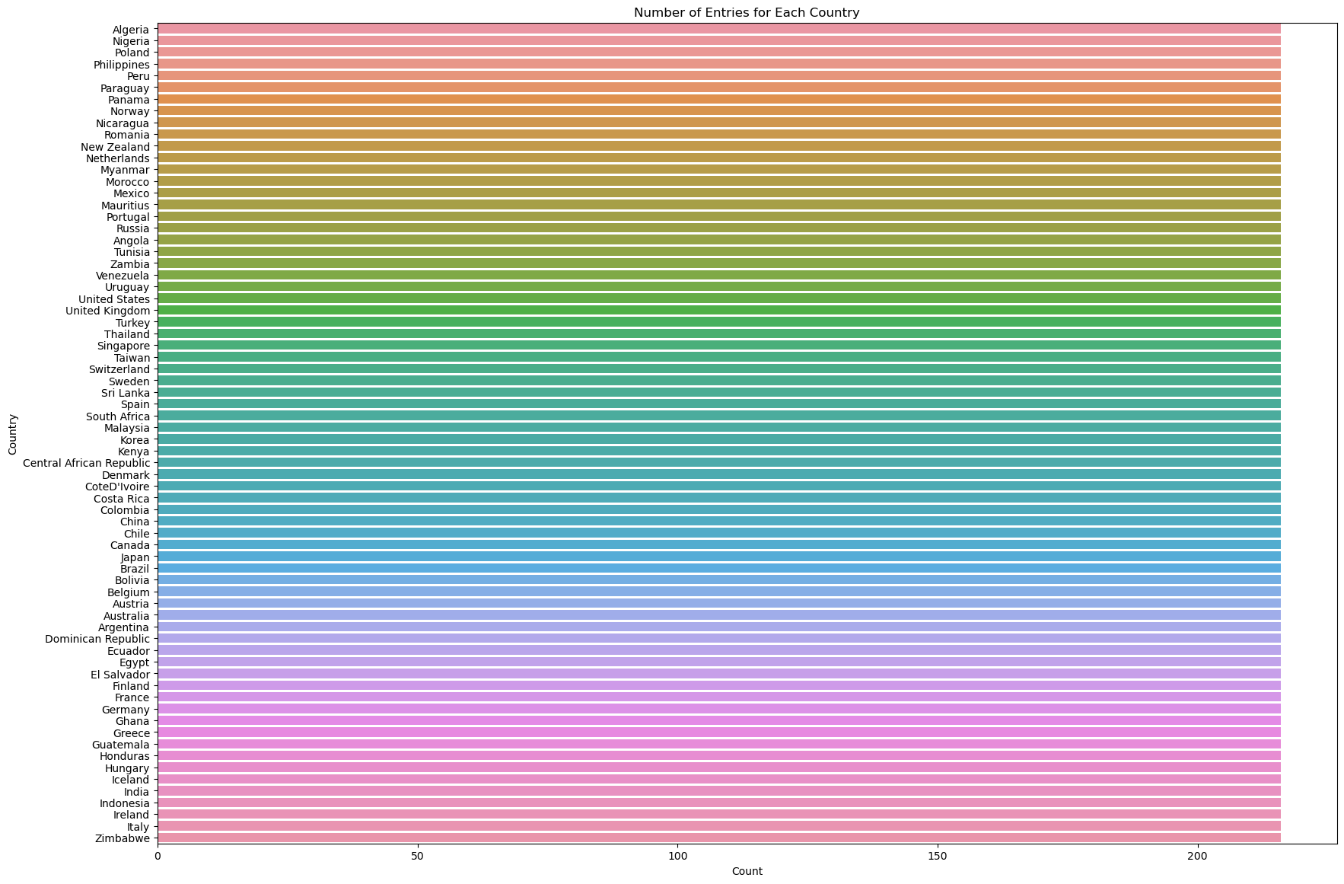 Number of Entries for Each Country
Algeria
Nigeria
Poland
Philippines
Peru
Paraguay
Panama
Norway
Nicaragua
Romania
New Zealand
Netherlands
Myanmar
Morocco
Mexico
Mauritius
Portugal
Russia
Angola
Tunisia
Zambia
Venezuela
Uruguay
United States
United Kingdom
Turkey
Thailand
Singapore
Taiwan
Switzerland
Sweden
Sri Lanka
Spain
South Africa
Malaysia
Korea
Kenya
Central African Republic
Denmark
CoteD'Ivoire
Costa Rica
Colombia
China
Chile
Canada
Japan
Brazil
Bolivia
Belgium
Austria
Australia
Argentina
Dominican Republic
Ecuador
Egypt
El Salvador
Finland
France
Germany
Ghana
Greece
Guatemala
Honduras
Hungary
Iceland
India
Indonesia
Ireland
Italy
Zimbabwe
Country
0 50 100 150 200
Count